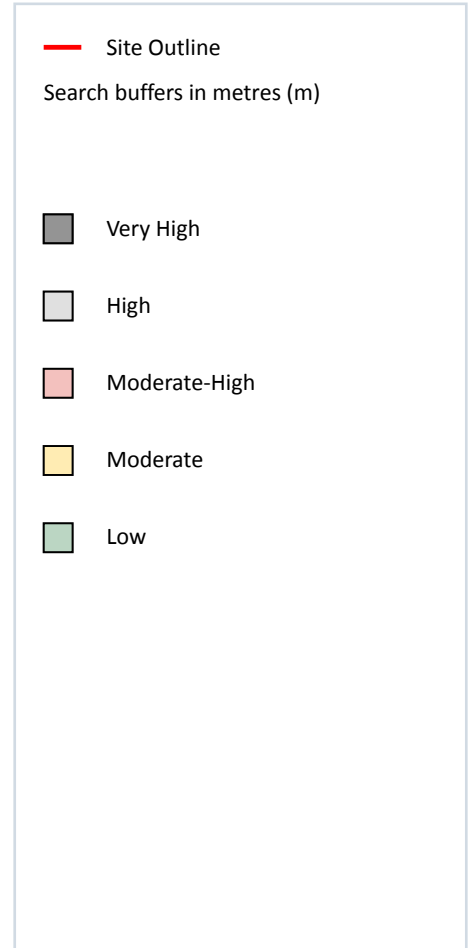 Site Outline
Search buffers in metres (m)
Very High
High
Moderate-High
Moderate
Low